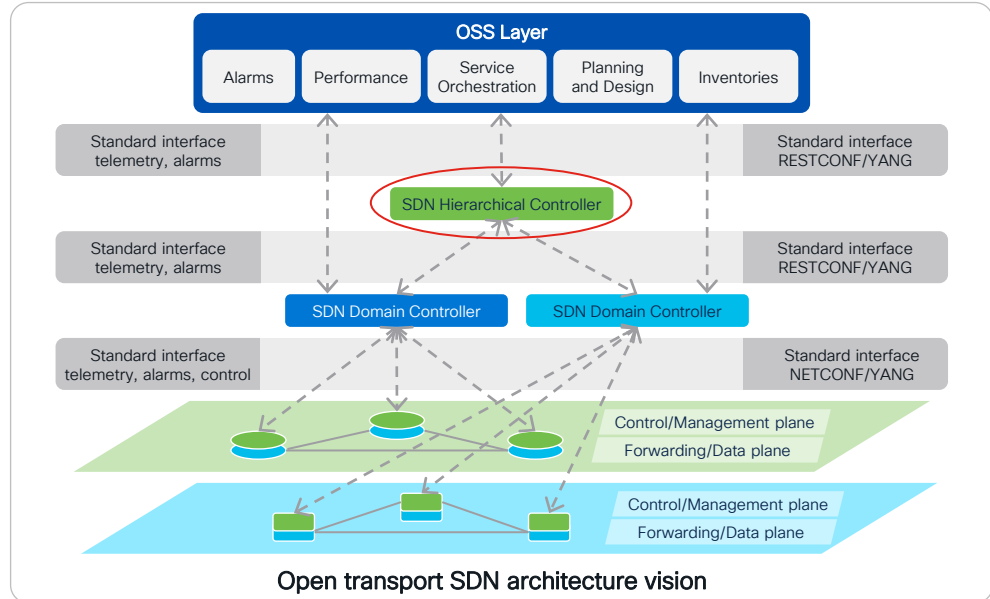 OSS Layer
Alarms
Performance
Service
Orchestration
Planning
and Design
Inventories
Standard interface
telemetry, alarms
Standard interface
RESTCONF/YANG
SDN Hierarchical Controller
Standard interface
telemetry, alarms
Standard interface
RESTCONF/YANG
SDN Domain Controller
SDN Domain Controller
Standard interface
telemetry, alarms, control
Standard interface
NETCONF/YANG
Control/Management plane
Forwarding/Data plane
Control/Management plane
Forwarding/Data plane
Open transport SDN architecture vision